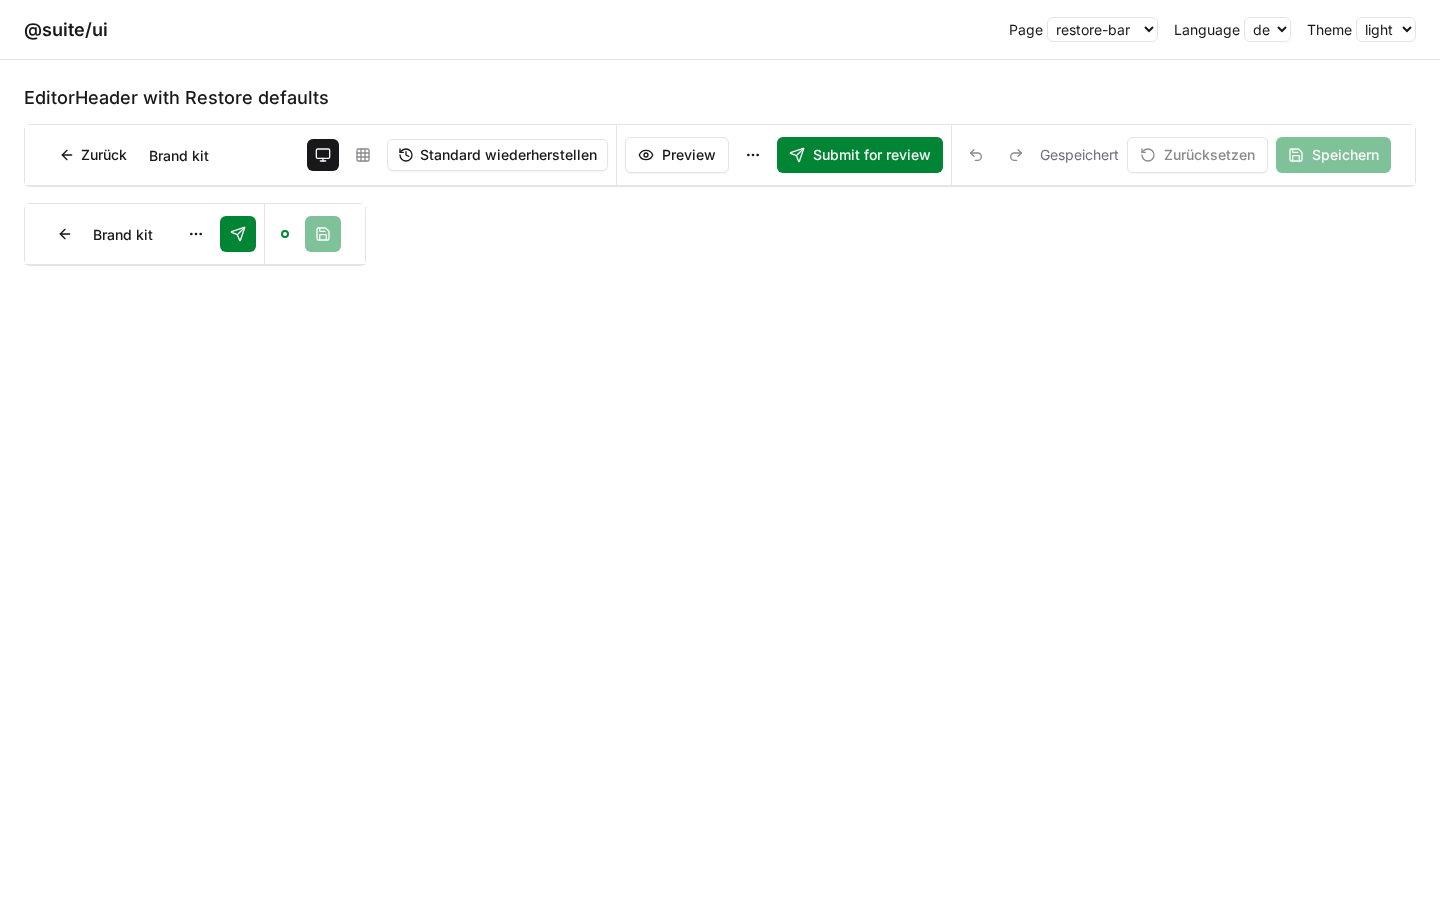 @suite/ui Page restore-bar Language de Theme light
EditorHeader with Restore defaults
Zurück Brand kit Standard wiederherstellen Preview Submit for review Gespeichert Zurücksetzen Speichern
Brand kit